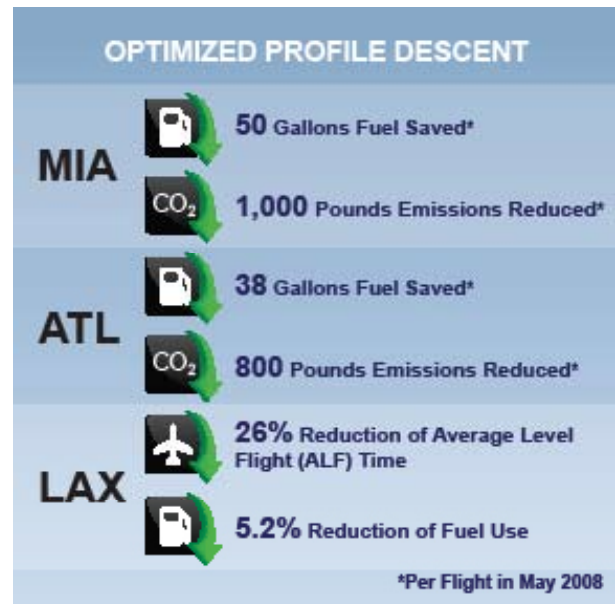 OPTIMIZED PROFILE DESCENT
MIA
50 Gallons Fuel Saved*
CO₂
1,000 Pounds Emissions Reduced*
ATL
38 Gallons Fuel Saved*
CO₂
800 Pounds Emissions Reduced*
LAX
26% Reduction of Average Level
Flight (ALF) Time
5.2% Reduction of Fuel Use
*Per Flight in May 2008